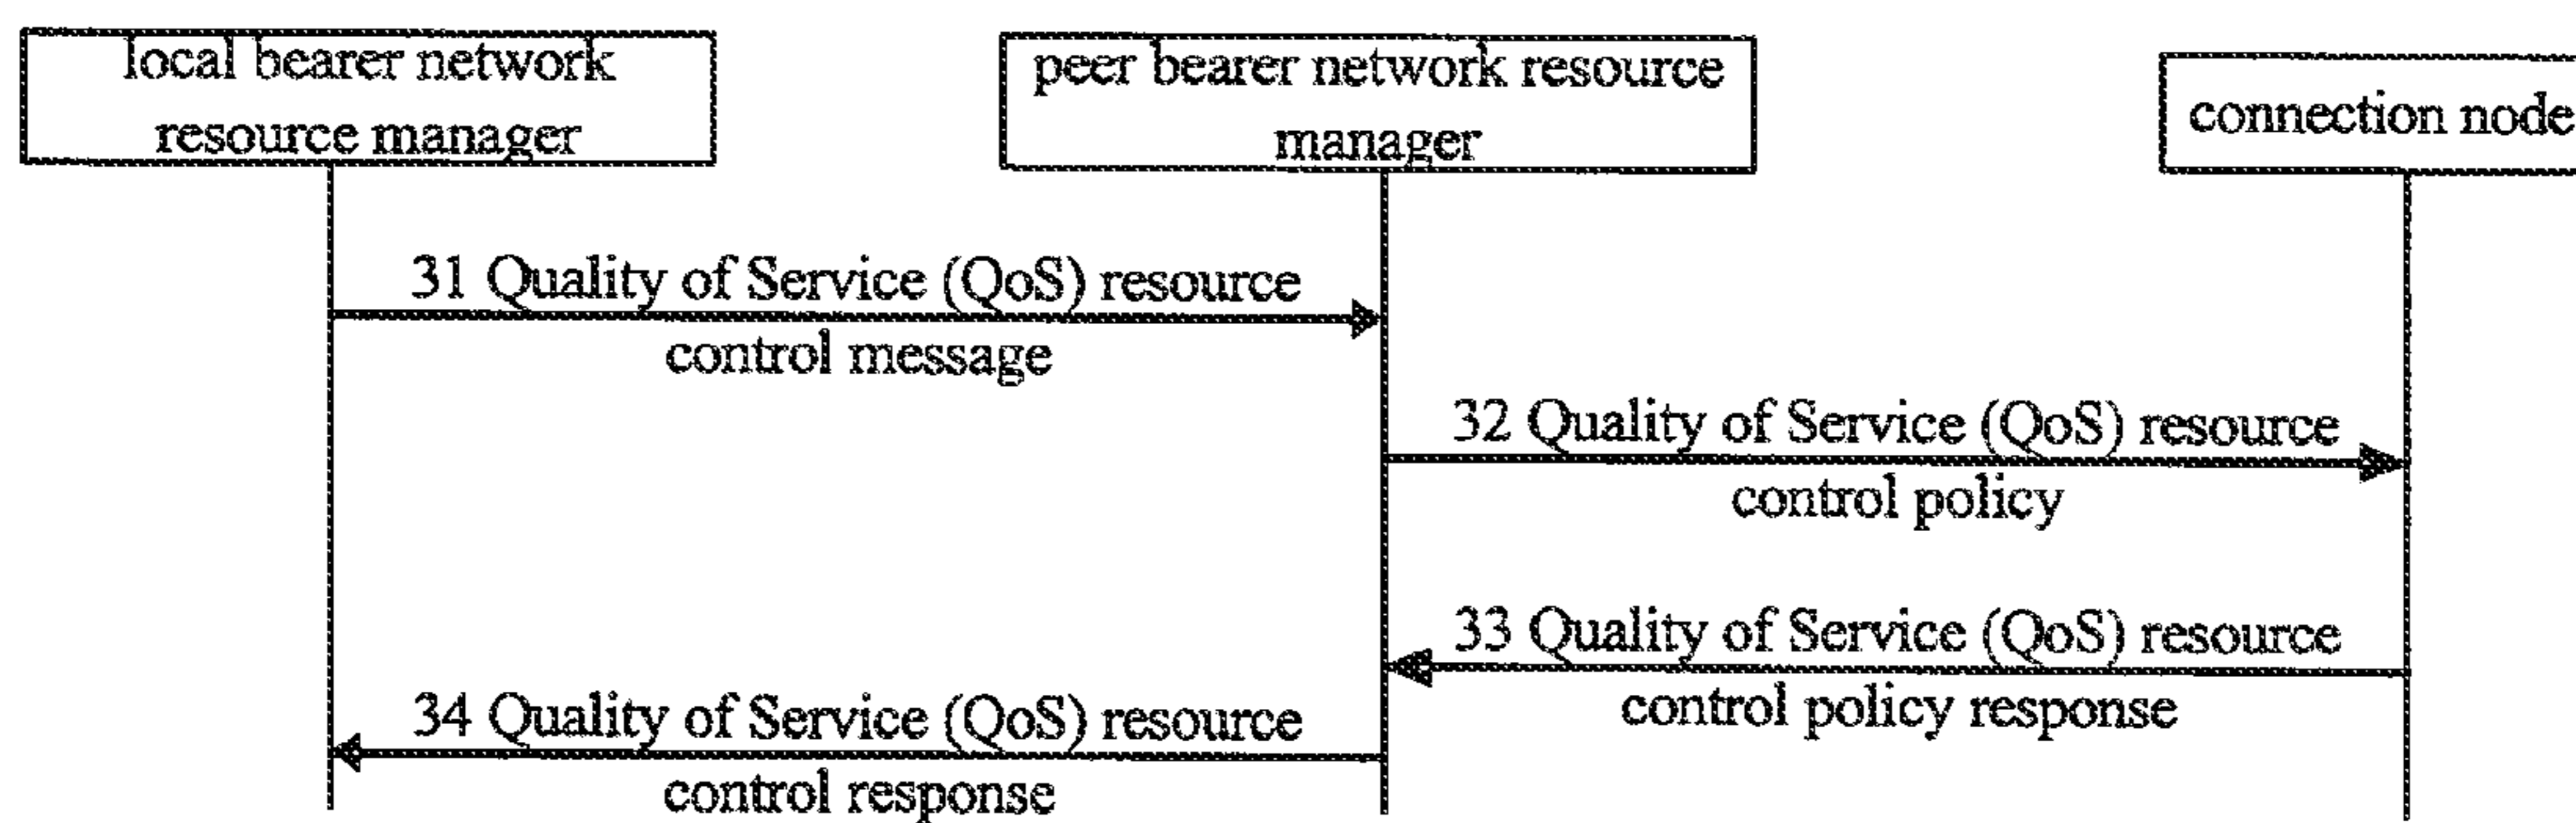 local bearer network
resource manager
peer bearer network resource
manager
connection node
31 Quality of Service (QoS) resource
control message
32 Quality of Service (QoS) resource
control policy
33 Quality of Service (QoS) resource
control policy response
34 Quality of Service (QoS) resource
control response